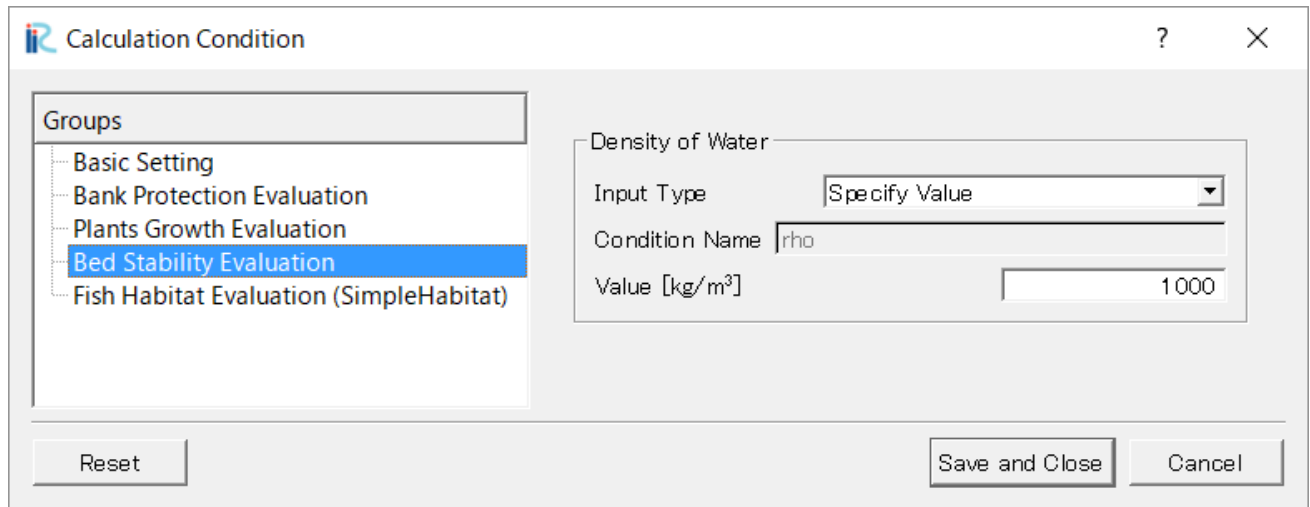 iRC Calculation Condition ? ×
Groups
Basic Setting
Bank Protection Evaluation
Plants Growth Evaluation
Bed Stability Evaluation
Fish Habitat Evaluation (SimpleHabitat)
Density of Water
Input Type Specify Value
Condition Name rho
Value [kg/m³] 1000
Reset Save and Close Cancel